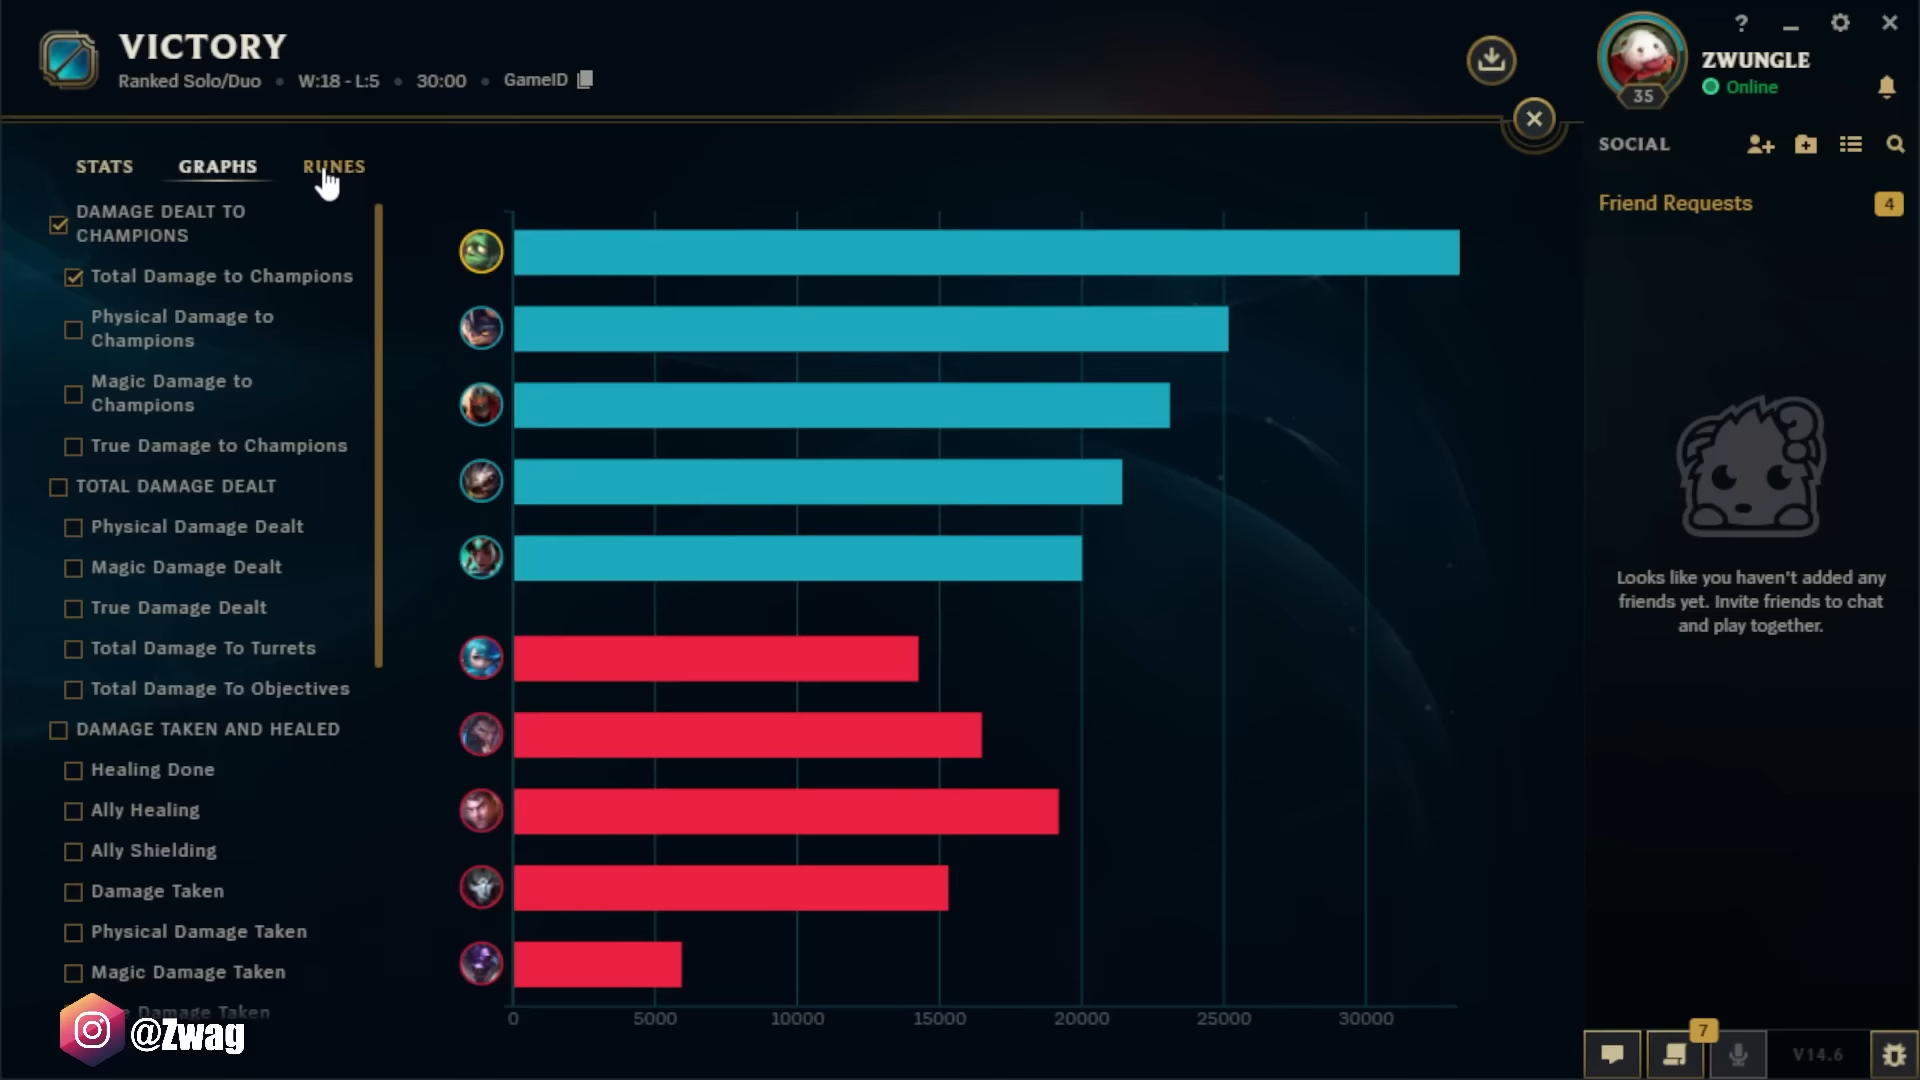 VICTORY
Ranked Solo/Duo • W:18 - L:5 • 30:00 • GameID
35
ZWUNGLE
Online
STATS GRAPHS RUNES
DAMAGE DEALT TO
CHAMPIONS
Total Damage to Champions
Physical Damage to
Champions
Magic Damage to
Champions
True Damage to Champions
TOTAL DAMAGE DEALT
Physical Damage Dealt
Magic Damage Dealt
True Damage Dealt
Total Damage To Turrets
Total Damage To Objectives
DAMAGE TAKEN AND HEALED
Healing Done
Ally Healing
Ally Shielding
Damage Taken
Physical Damage Taken
Magic Damage Taken
Damage Taken
@Zwag
0 5000 10000 15000 20000 25000 30000
SOCIAL
Friend Requests 4
Looks like you haven't added any
friends yet. Invite friends to chat
and play together.
7
V14.6